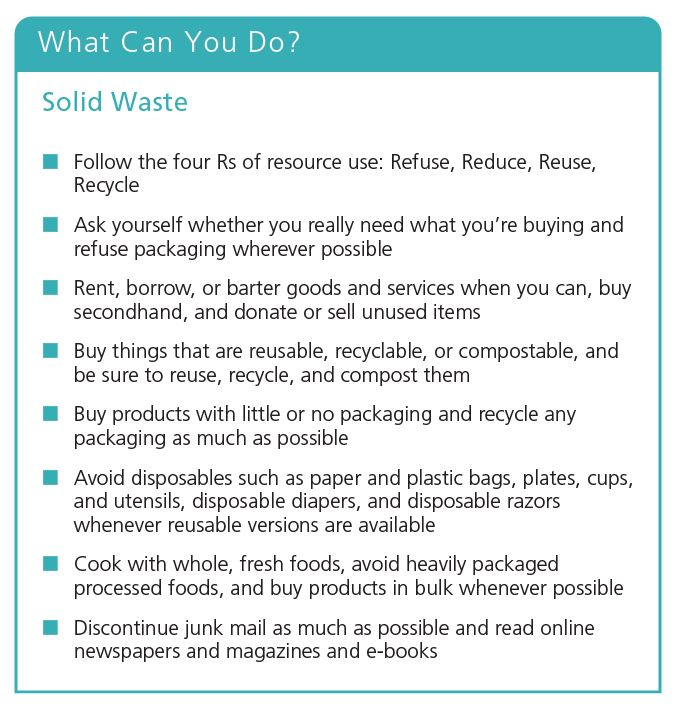 What Can You Do?
Solid Waste
■ Follow the four Rs of resource use: Refuse, Reduce, Reuse,
Recycle
■ Ask yourself whether you really need what you’re buying and
refuse packaging wherever possible
■ Rent, borrow, or barter goods and services when you can, buy
secondhand, and donate or sell unused items
■ Buy things that are reusable, recyclable, or compostable, and
be sure to reuse, recycle, and compost them
■ Buy products with little or no packaging and recycle any
packaging as much as possible
■ Avoid disposables such as paper and plastic bags, plates, cups,
and utensils, disposable diapers, and disposable razors
whenever reusable versions are available
■ Cook with whole, fresh foods, avoid heavily packaged
processed foods, and buy products in bulk whenever possible
■ Discontinue junk mail as much as possible and read online
newspapers and magazines and e-books